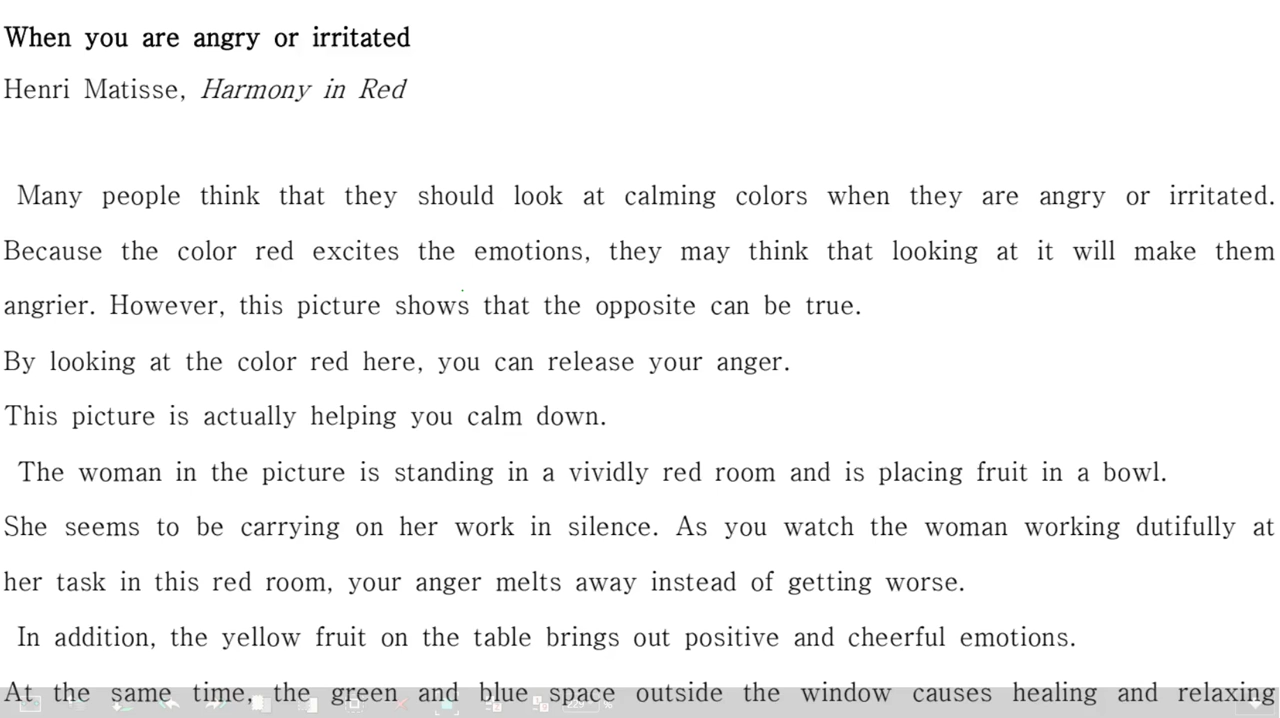 When you are angry or irritated
Henri Matisse, Harmony in Red
Many people think that they should look at calming colors when they are angry or irritated.
Because the color red excites the emotions, they may think that looking at it will make them
angrier. However, this picture shows that the opposite can be true.
By looking at the color red here, you can release your anger.
This picture is actually helping you calm down.
The woman in the picture is standing in a vividly red room and is placing fruit in a bowl.
She seems to be carrying on her work in silence. As you watch the woman working dutifully at
her task in this red room, your anger melts away instead of getting worse.
In addition, the yellow fruit on the table brings out positive and cheerful emotions.
At the same time, the green and blue space outside the window causes healing and relaxing